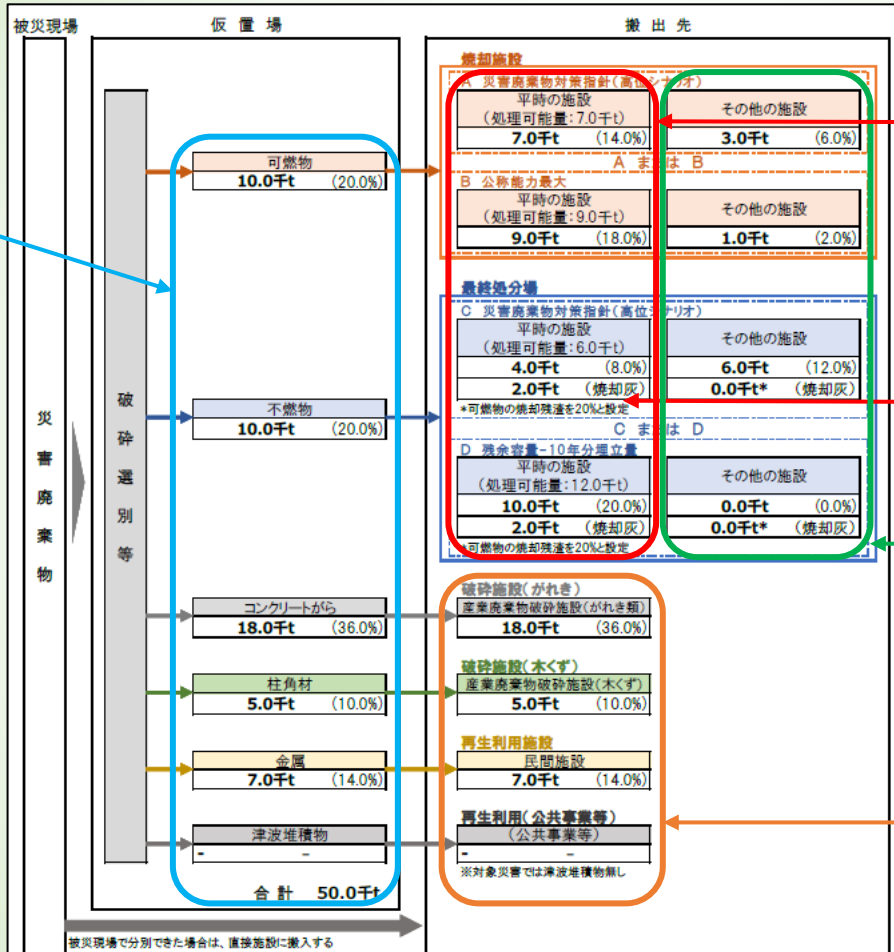 被災現場
仮置場
搬出先
災害廃棄物
破砕選別等
可燃物
10.0千t (20.0%)
不燃物
10.0千t (20.0%)
コンクリートがら
18.0千t (36.0%)
柱角材
5.0千t (10.0%)
金属
7.0千t (14.0%)
津波堆積物
- -
合計 50.0千t
焼却施設
A 災害廃棄物対策指針(高位シナリオ)
平時の施設
(処理可能量:7.0千t)
7.0千t (14.0%)
その他の施設
3.0千t (6.0%)
A または B
B 公称能力最大
平時の施設
(処理可能量:9.0千t)
9.0千t (18.0%)
その他の施設
1.0千t (2.0%)
最終処分場
C 災害廃棄物対策指針(高位シナリオ)
平時の施設
(処理可能量:6.0千t)
4.0千t (8.0%)
2.0千t (焼却灰)
その他の施設
6.0千t (12.0%)
0.0千t* (焼却灰)
*可燃物の焼却残渣を20%と設定
C または D
D 残余容量-10年分埋立量
平時の施設
(処理可能量:12.0千t)
10.0千t (20.0%)
2.0千t (焼却灰)
その他の施設
0.0千t (0.0%)
0.0千t* (焼却灰)
*可燃物の焼却残渣を20%と設定
破砕施設(がれき)
産業廃棄物破砕施設(がれき類)
18.0千t (36.0%)
破砕施設(木くず)
産業廃棄物破砕施設(木くず)
5.0千t (10.0%)
再生利用施設
民間施設
7.0千t (14.0%)
再生利用(公共事業等)
(公共事業等)
- -
※対象災害では津波堆積物無し
被災現場で分別できた場合は、直接施設に搬入する